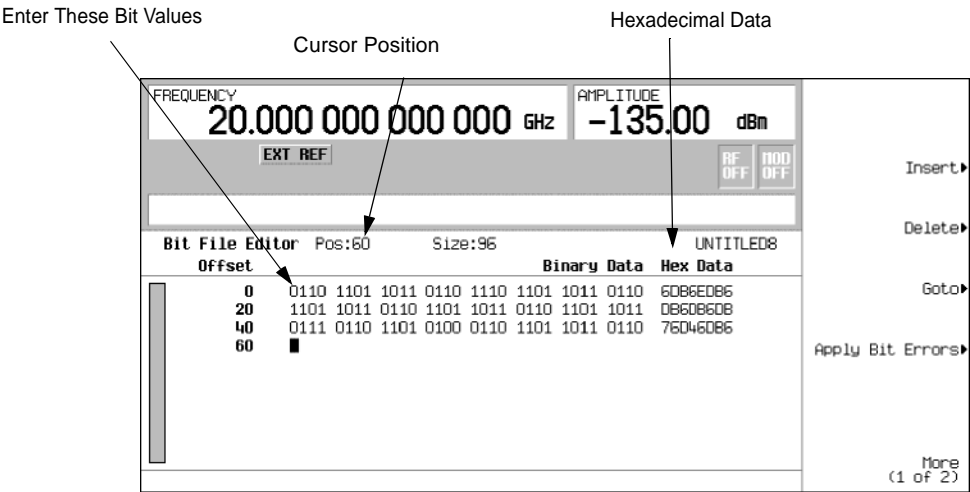 Enter These Bit Values
Hexadecimal Data
Cursor Position
FREQUENCY
20.000 000 000 000 GHz
AMPLITUDE
-135.00 dBm
EXT REF
RF OFF
MOD OFF
Insert
Delete
Goto
Apply Bit Errors
More
(1 of 2)
Bit File Editor Pos:60 Size:96 UNTITLED8
Offset Binary Data Hex Data
0 0110 1101 1011 0110 1110 1101 1011 0110 6DB6EDB6
20 1101 1011 0110 1101 1011 0110 1101 1011 DB6DB6DB
40 0111 0110 1101 0100 0110 1101 1011 0110 76D46DB6
60